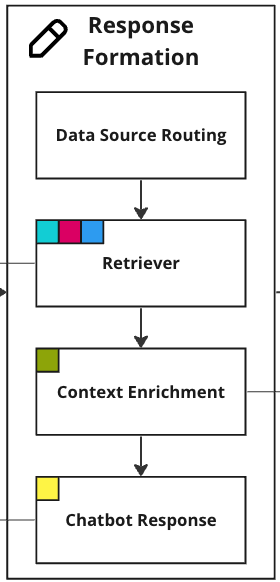 Response
Formation
Data Source Routing
Retriever
Context Enrichment
Chatbot Response